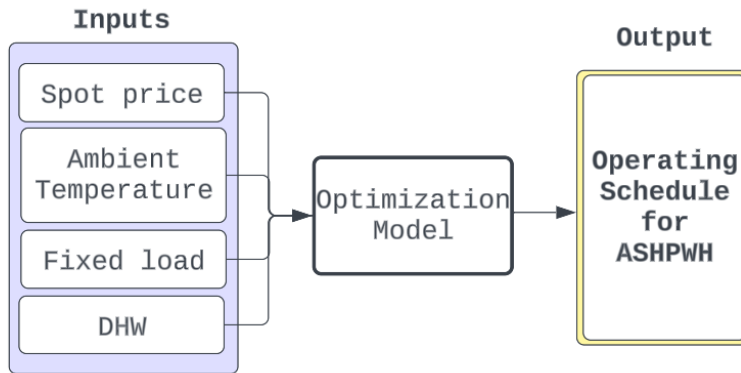 Inputs
Spot price
Ambient
Temperature
Fixed load
DHW
Optimization
Model
Output
Operating
Schedule
for
ASHPWH